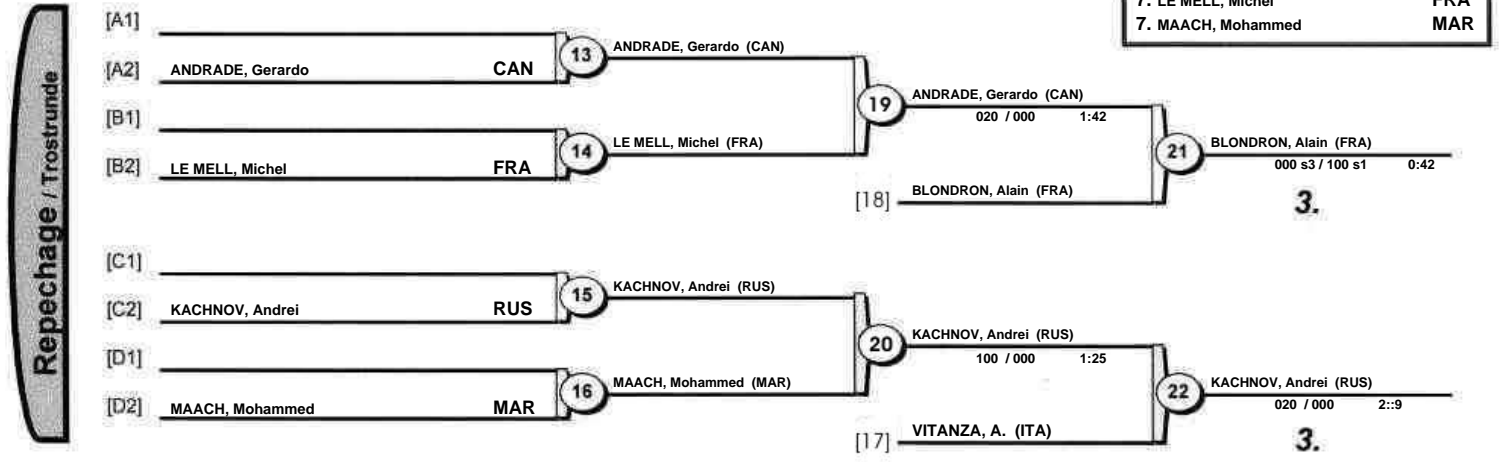 7. LE MELL, Michel FRA
7. MAACH, Mohammed MAR
Repechage / Trostrunde
[A1]
[A2] ANDRADE, Gerardo CAN
13
ANDRADE, Gerardo (CAN)
[B1]
[B2] LE MELL, Michel FRA
14
LE MELL, Michel (FRA)
19
ANDRADE, Gerardo (CAN)
020 / 000 1:42
[18] BLONDRON, Alain (FRA)
21
BLONDRON, Alain (FRA)
000 s3 / 100 s1 0:42
3.
[C1]
[C2] KACHNOV, Andrei RUS
15
KACHNOV, Andrei (RUS)
[D1]
[D2] MAACH, Mohammed MAR
16
MAACH, Mohammed (MAR)
20
KACHNOV, Andrei (RUS)
100 / 000 1:25
[17] VITANZA, A. (ITA)
22
KACHNOV, Andrei (RUS)
020 / 000 2::9
3.